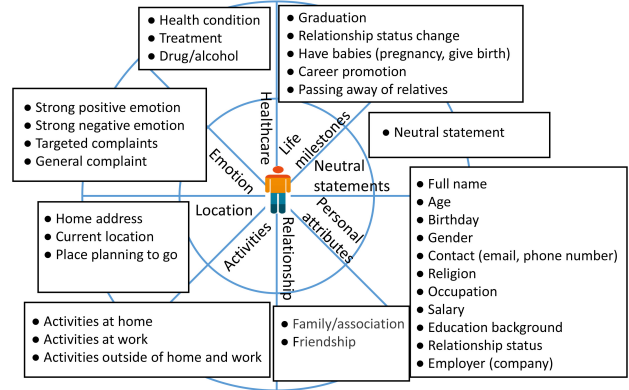 ● Health condition
● Treatment
● Drug/alcohol
● Graduation
● Relationship status change
● Have babies (pregnancy, give birth)
● Career promotion
● Passing away of relatives
● Strong positive emotion
● Strong negative emotion
● Targeted complaints
● General complaint
● Neutral statement
Healthcare
Life
milestones
Emotion
Neutral
statements
Location
Personal
attributes
Activities
Relationship
● Home address
● Current location
● Place planning to go
● Full name
● Age
● Birthday
● Gender
● Contact (email, phone number)
● Religion
● Occupation
● Salary
● Education background
● Relationship status
● Employer (company)
● Activities at home
● Activities at work
● Activities outside of home and work
● Family/association
● Friendship